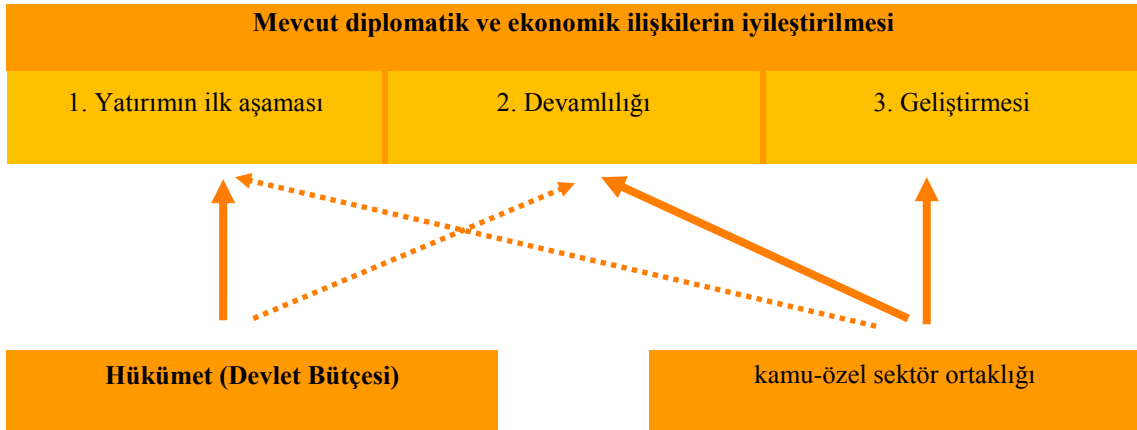 Mevcut diplomatik ve ekonomik ilişkilerin iyileştirilmesi
1. Yatırımın ilk aşaması
2. Devamlılığı
3. Geliştirmesi
Hükümet (Devlet Bütçesi)
kamu-özel sektör ortaklığı